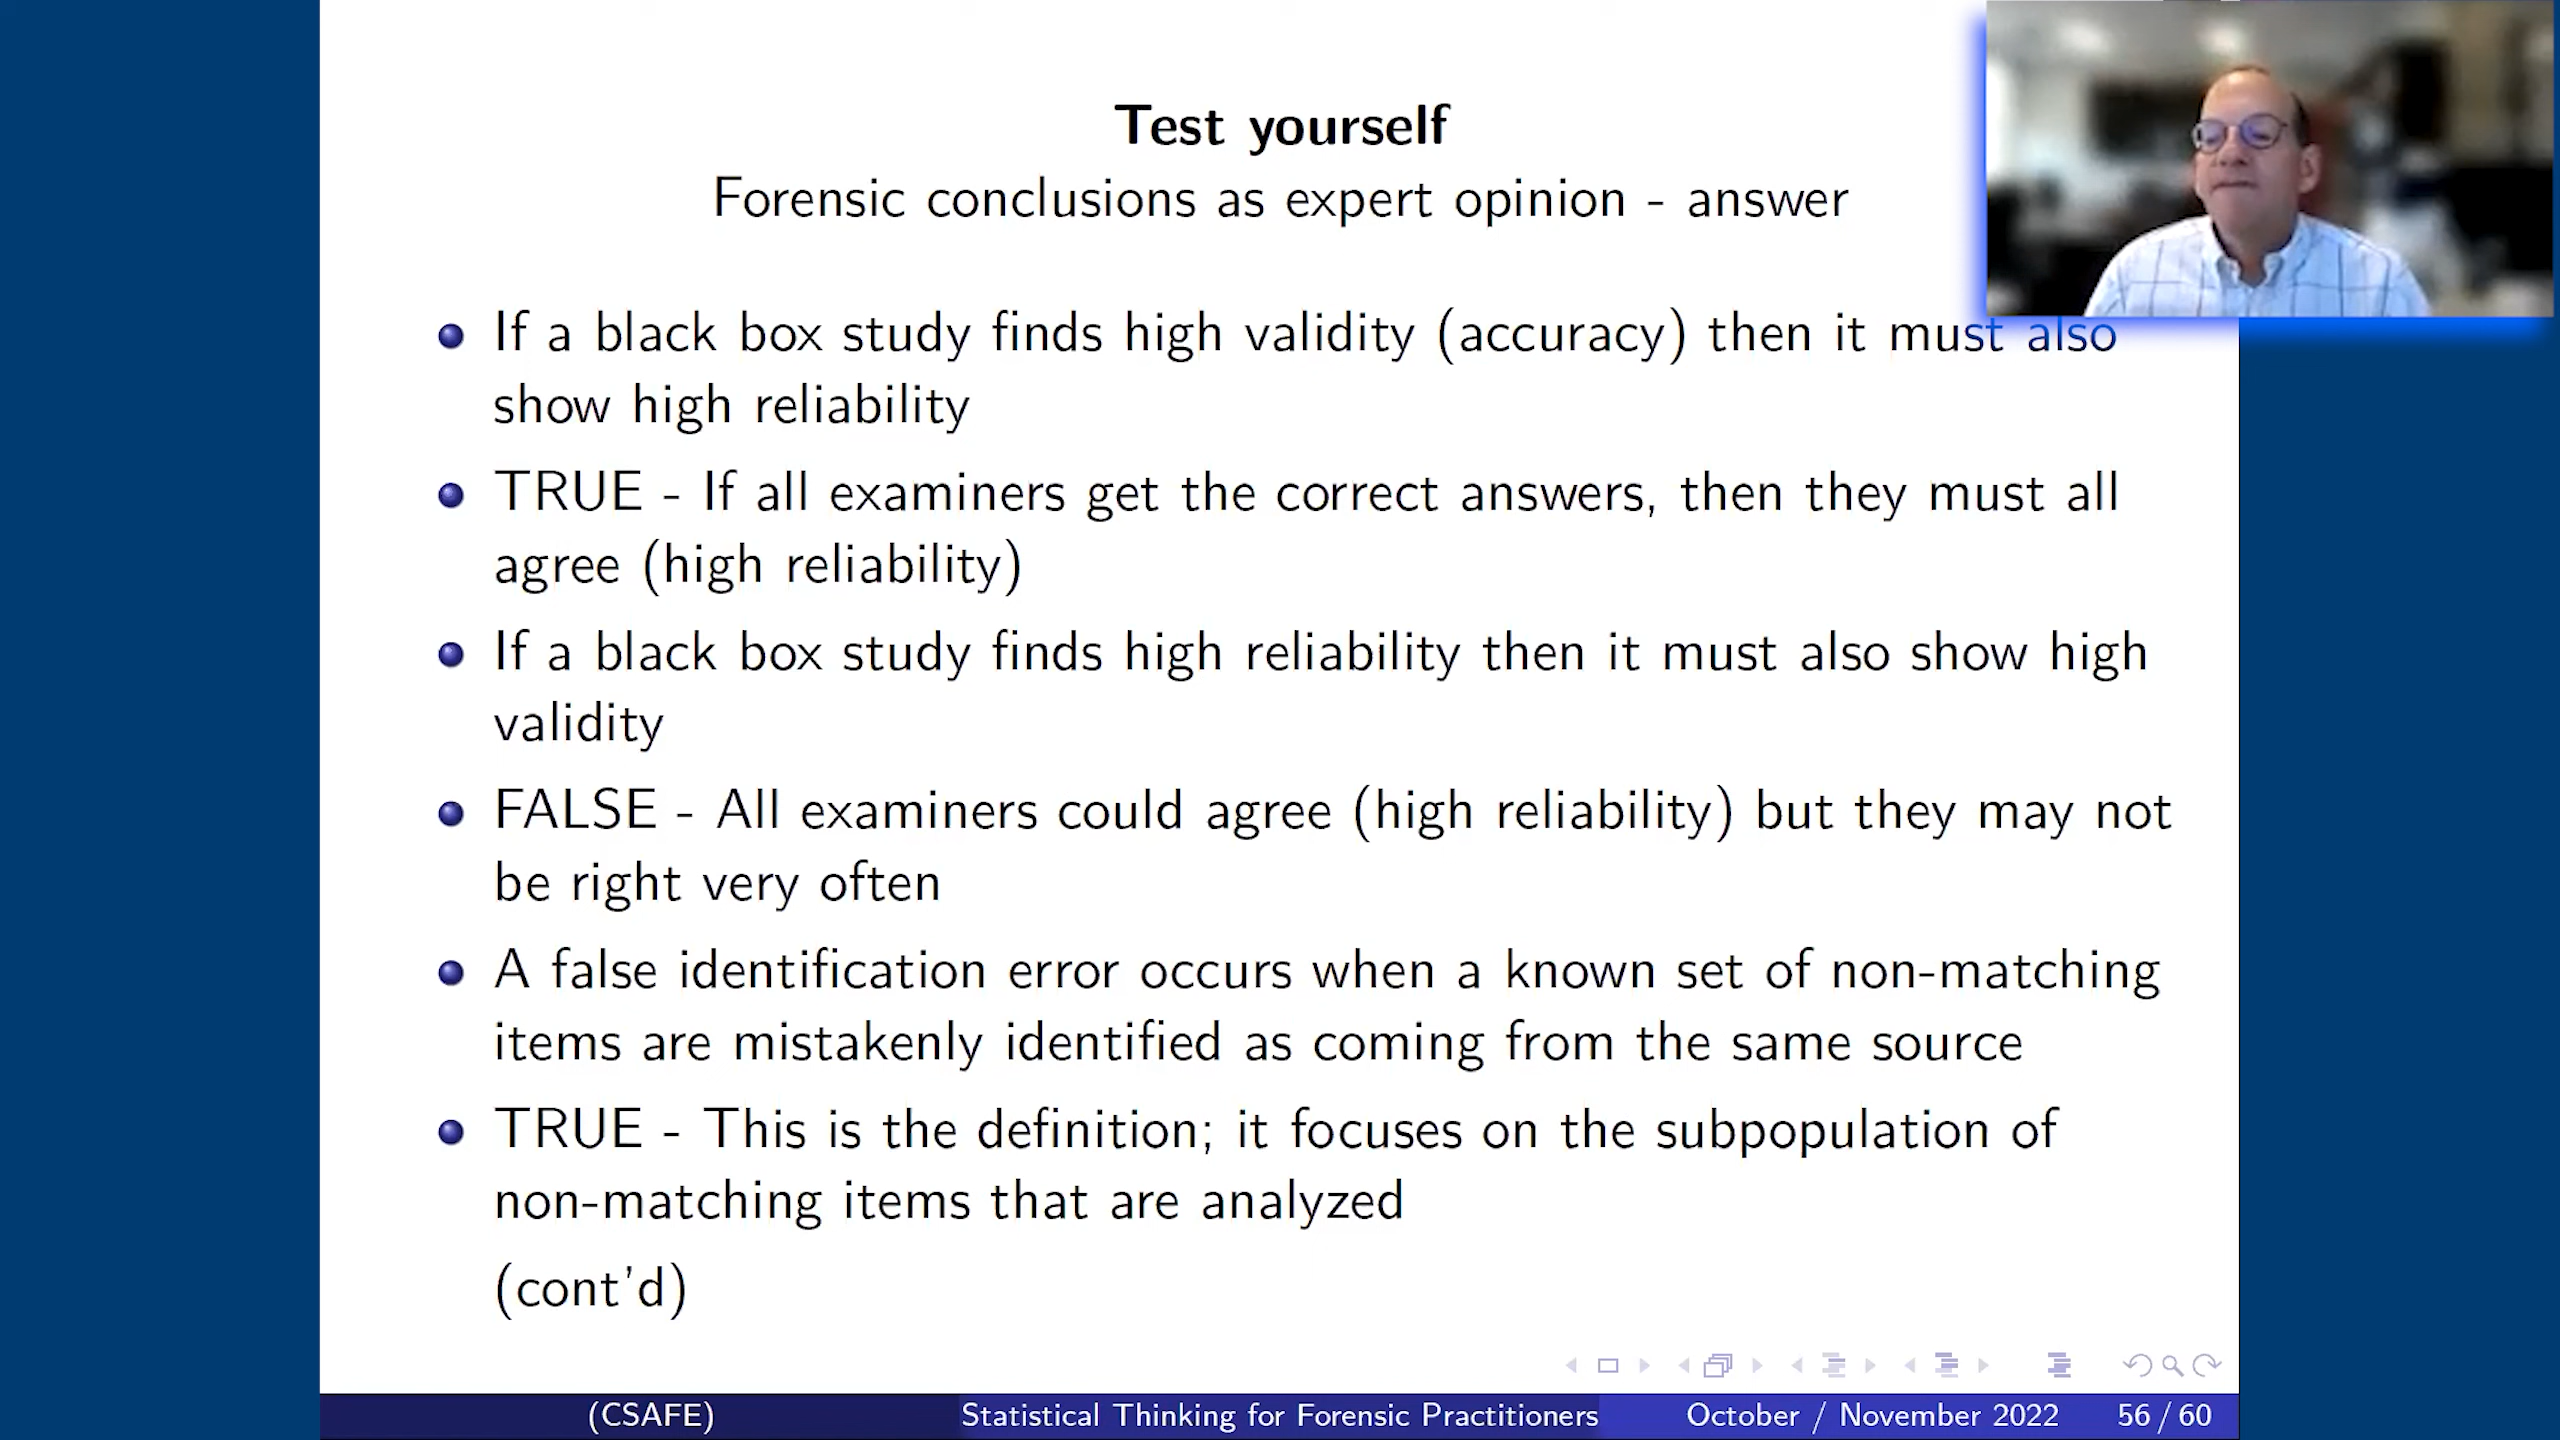 Test yourself
Forensic conclusions as expert opinion - answer
If a black box study finds high validity (accuracy) then it must also
show high reliability
TRUE - If all examiners get the correct answers, then they must all
agree (high reliability)
If a black box study finds high reliability then it must also show high
validity
FALSE - All examiners could agree (high reliability) but they may not
be right very often
A false identification error occurs when a known set of non-matching
items are mistakenly identified as coming from the same source
TRUE - This is the definition; it focuses on the subpopulation of
non-matching items that are analyzed
(cont'd)
(CSAFE) Statistical Thinking for Forensic Practitioners October / November 2022 56 / 60